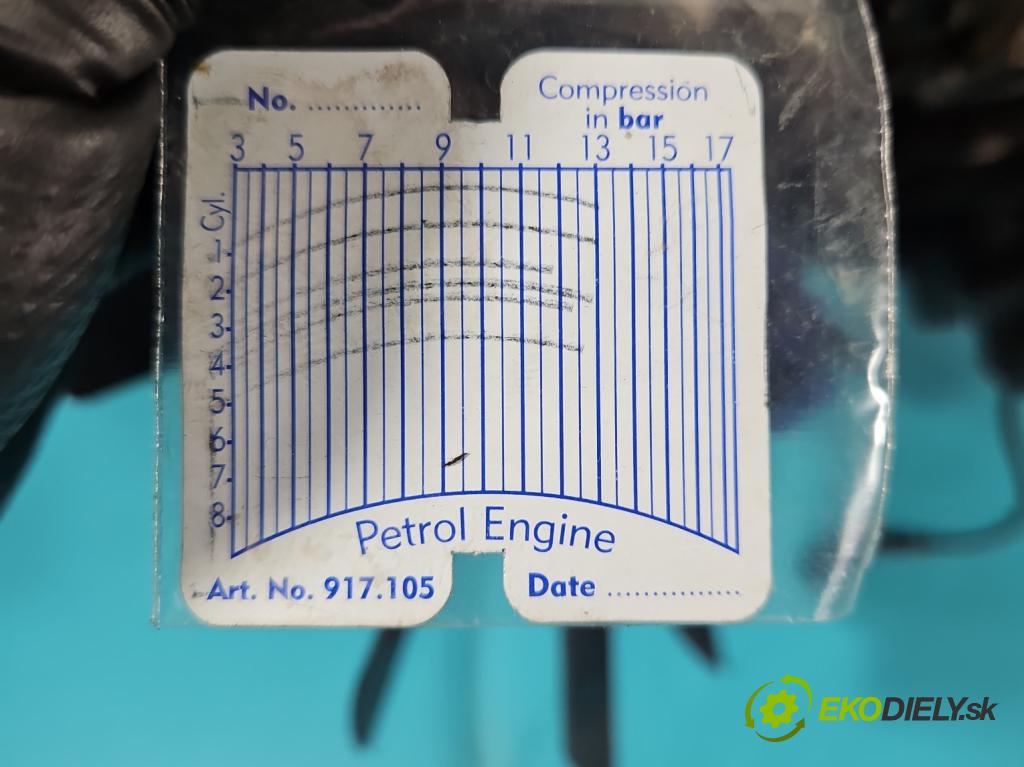 No. .............
Compression
in bar
3 5 7 9 11 13 15 17
Cyl.
1
2
3
4
5
6
7
8
Petrol Engine
Art. No. 917.105
Date ...............
EKODIELY.sk